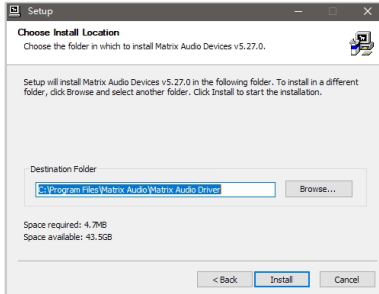 Setup
Choose Install Location
Choose the folder in which to install Matrix Audio Devices v5.27.0.
Setup will install Matrix Audio Devices v5.27.0 in the following folder. To install in a different
folder, click Browse and select another folder. Click Install to start the installation.
Destination Folder
C:\Program Files\Matrix Audio\Matrix Audio Driver
Browse...
Space required: 4.7MB
Space available: 43.5GB
< Back
Install
Cancel